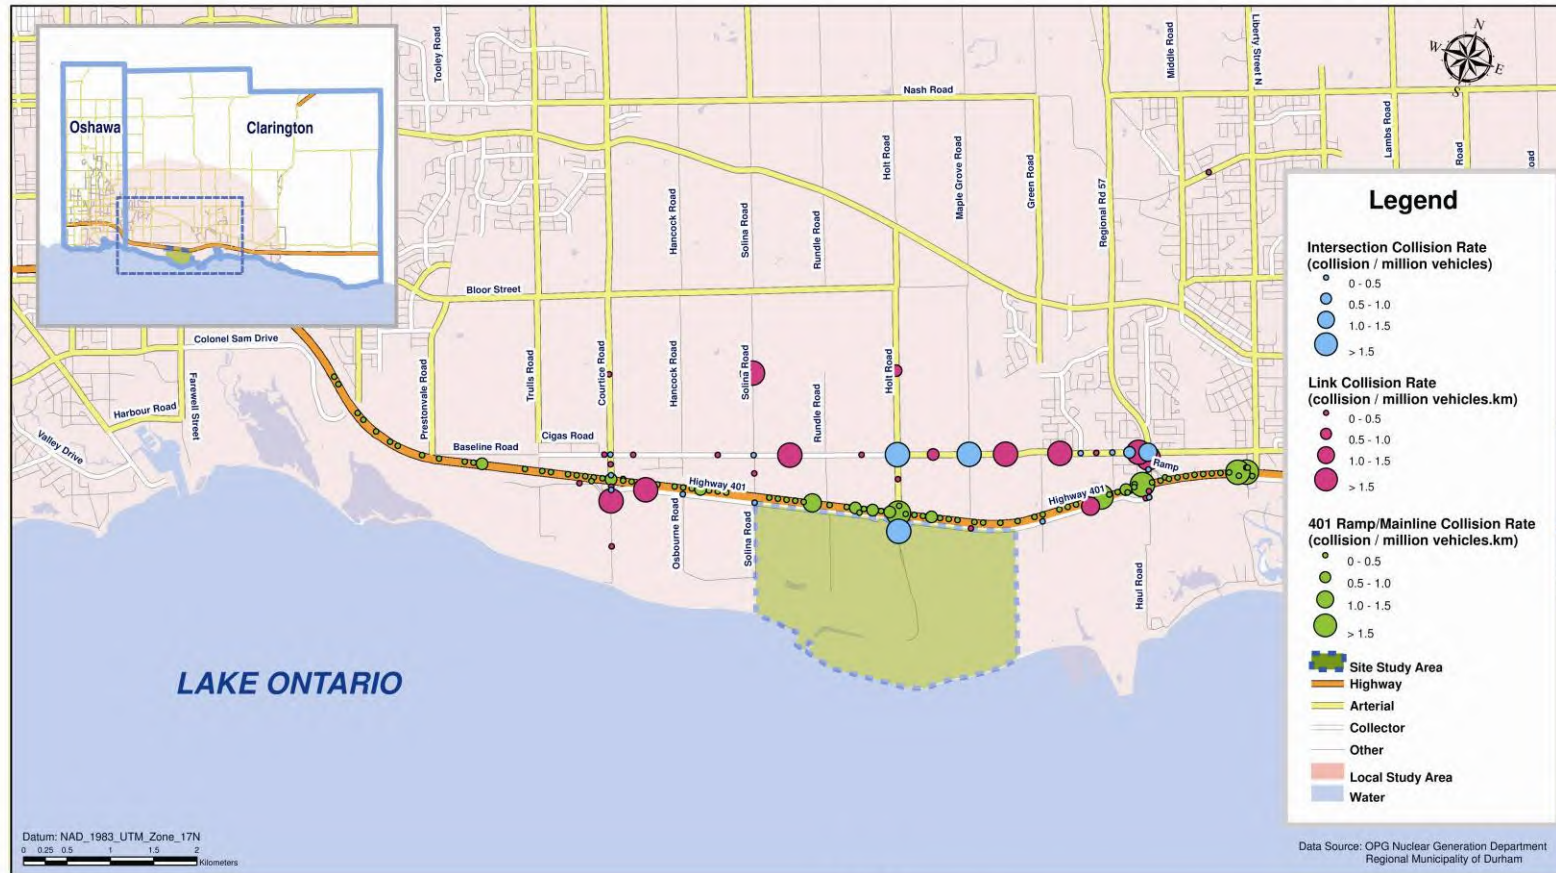 Oshawa
Clarington
Tooley Road
Nash Road
Middle Road
Liberty Street N
N
W
E
S
Lambs Road
Road
oad
Holt Road
Maple Grove Road
Green Road
Regional Rd 57
Hancock Road
Solina Road
Rundle Road
Bloor Street
Colonel Sam Drive
Farewell Street
Harbour Road
Valley Drive
Prestonvale Road
Trulls Road
Courtice Road
Hancock Road
Solina Road
Rundle Road
Holt Road
Baseline Road
Cigas Road
Highway 401
Highway 401
Ramp
Osbourne Road
Solina Road
Haul Road
LAKE ONTARIO
Legend
Intersection Collision Rate
(collision / million vehicles)
0 - 0.5
0.5 - 1.0
1.0 - 1.5
> 1.5
Link Collision Rate
(collision / million vehicles.km)
0 - 0.5
0.5 - 1.0
1.0 - 1.5
> 1.5
401 Ramp/Mainline Collision Rate
(collision / million vehicles.km)
0 - 0.5
0.5 - 1.0
1.0 - 1.5
> 1.5
Site Study Area
Highway
Arterial
Collector
Other
Local Study Area
Water
Datum: NAD_1983_UTM_Zone_17N
0 0.25 0.5 1 1.5 2
Kilometers
Data Source: OPG Nuclear Generation Department
Regional Municipality of Durham